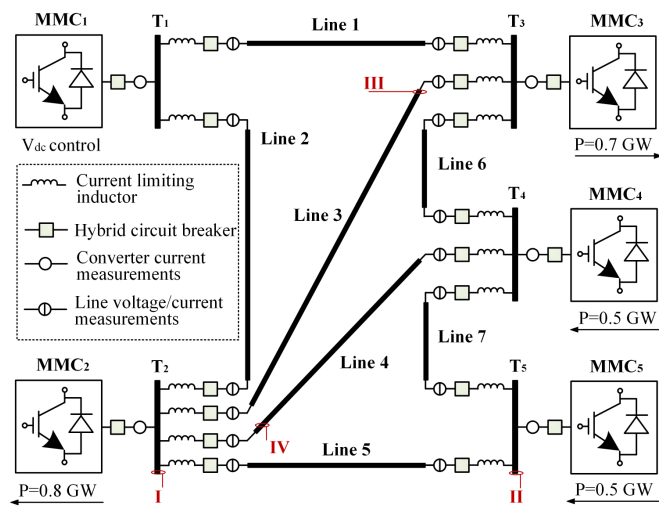 MMC1 T1 Line 1 T3 MMC3
III
Vdc control Line 2 P=0.7 GW
Current limiting inductor
Line 6
Hybrid circuit breaker
Line 3
T4 MMC4
Converter current measurements
Line voltage/current measurements
P=0.5 GW
Line 4 Line 7
MMC2 T2 T5 MMC5
IV Line 5
P=0.8 GW I II P=0.5 GW